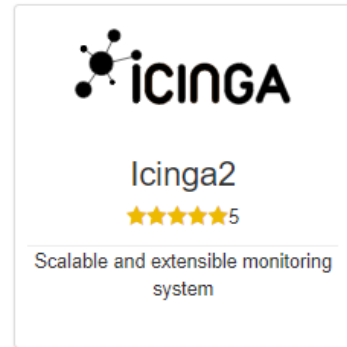 ICINGA
Icinga2
5
Scalable and extensible monitoring
system